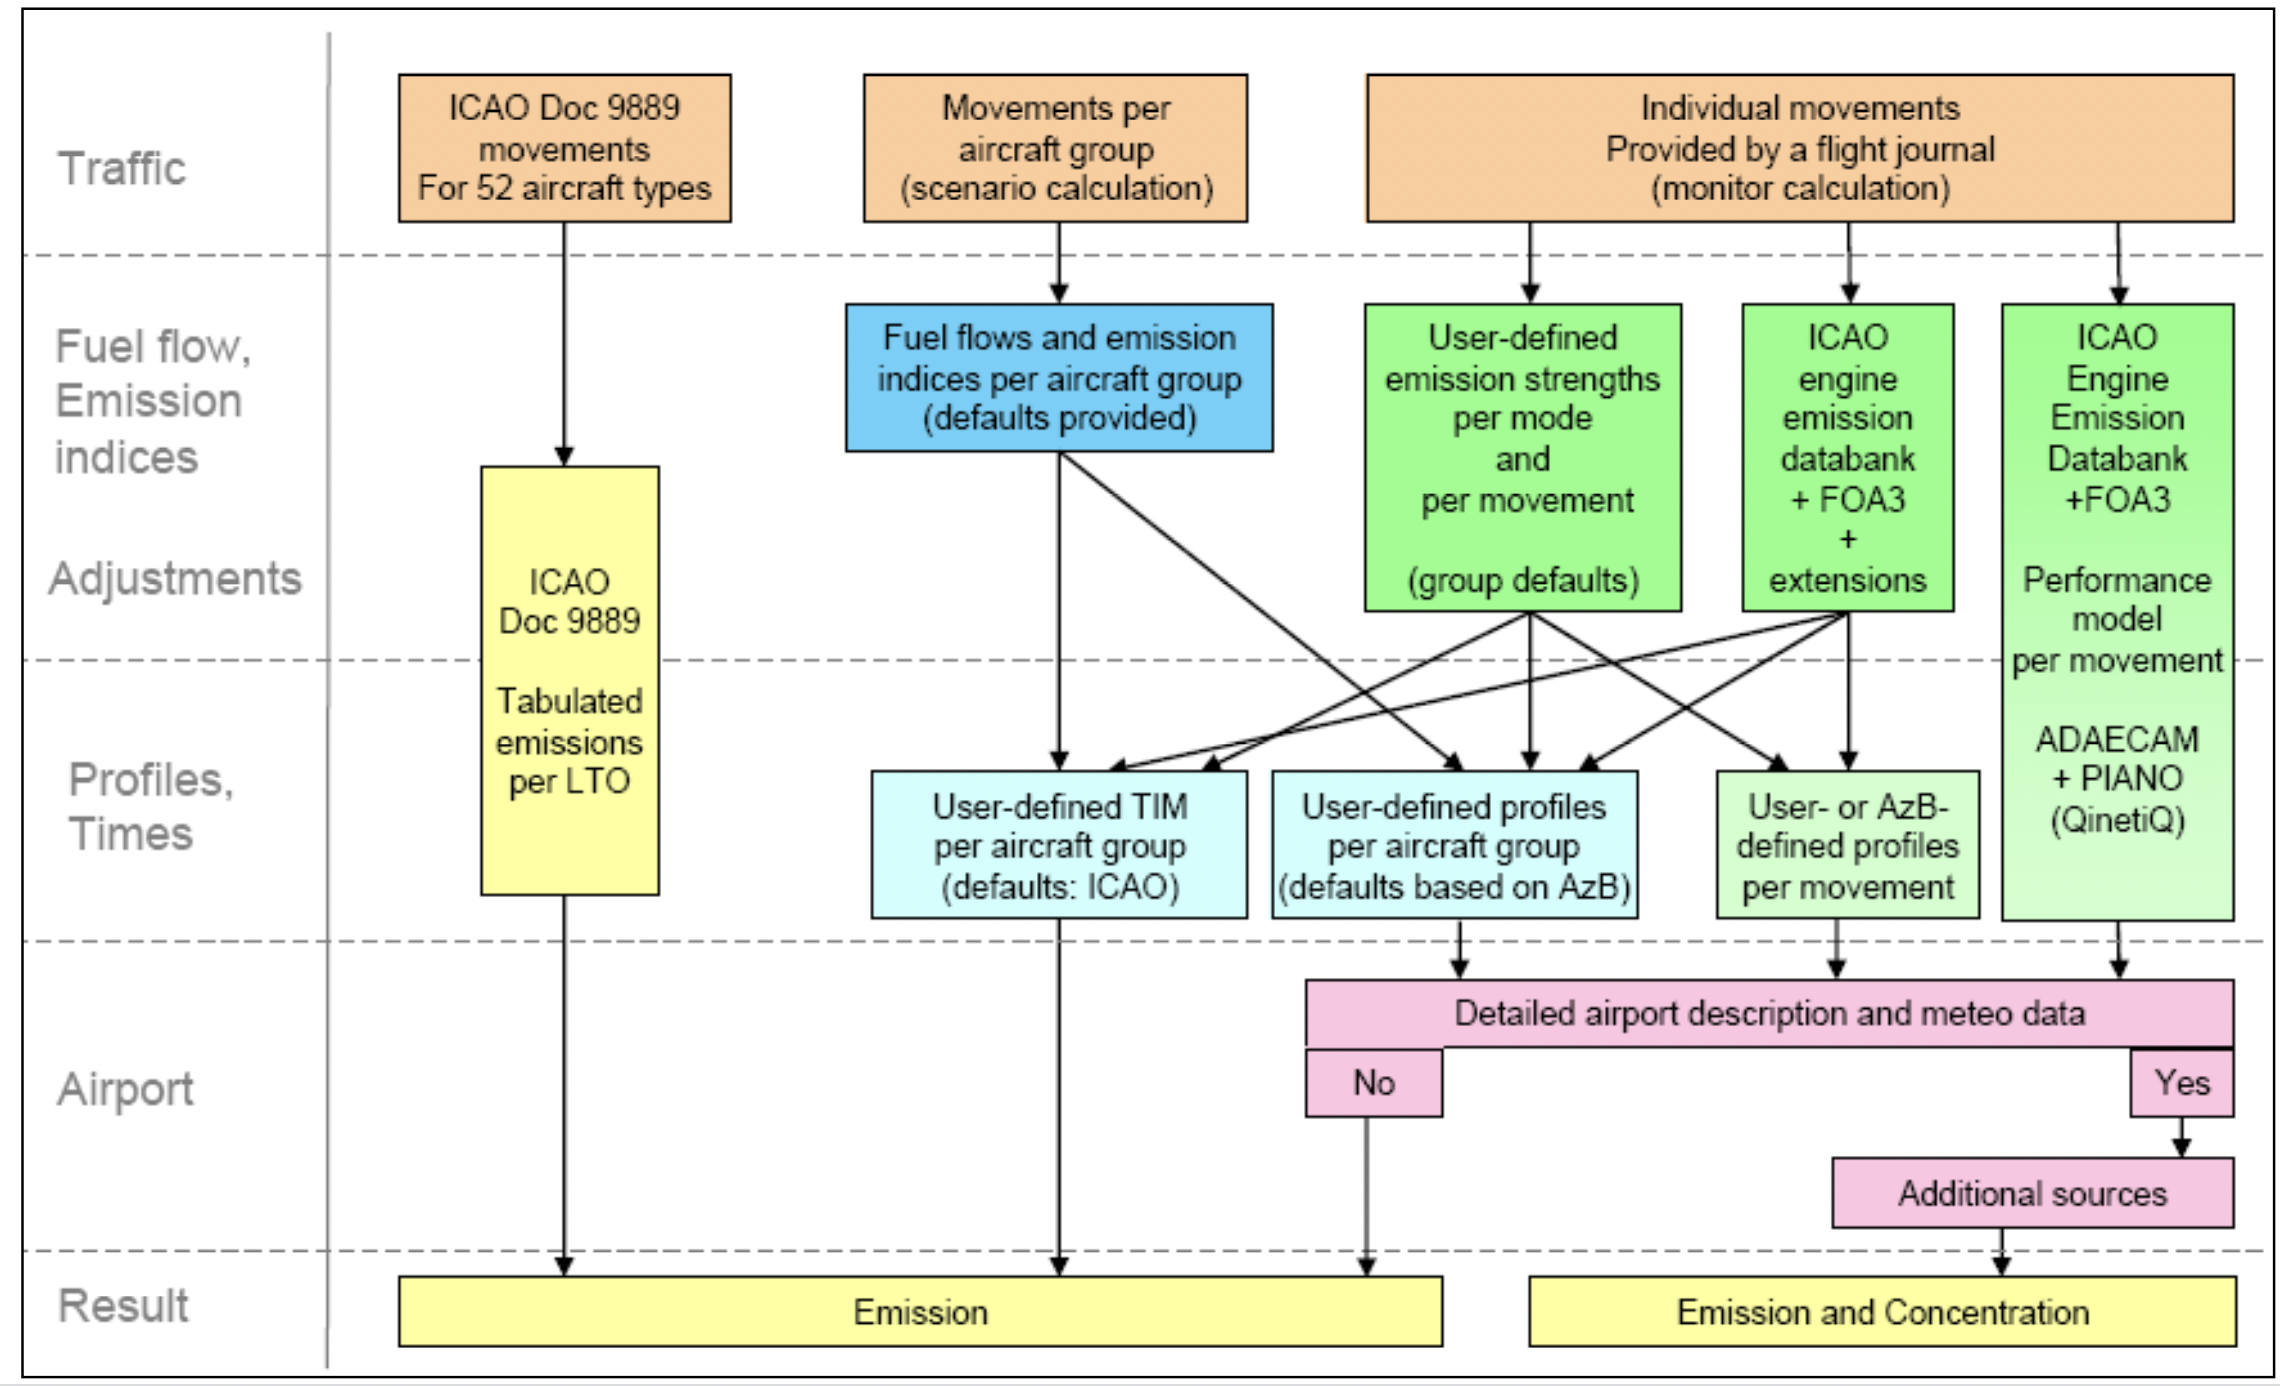 Traffic
ICAO Doc 9889
movements
For 52 aircraft types
Movements per
aircraft group
(scenario calculation)
Individual movements
Provided by a flight journal
(monitor calculation)
Fuel flow,
Emission
indices
Adjustments
Fuel flows and emission
indices per aircraft group
(defaults provided)
User-defined
emission strengths
per mode
and
per movement
(group defaults)
ICAO
engine
emission
databank
+ FOA3
+
extensions
ICAO
Engine
Emission
Databank
+FOA3
Performance
model
per movement
ADAECAM
+ PIANO
(QinetiQ)
ICAO
Doc 9889
Tabulated
emissions
per LTO
Profiles,
Times
User-defined TIM
per aircraft group
(defaults: ICAO)
User-defined profiles
per aircraft group
(defaults based on AzB)
User- or AzB-
defined profiles
per movement
Airport
Detailed airport description and meteo data
No
Yes
Additional sources
Result
Emission
Emission and Concentration